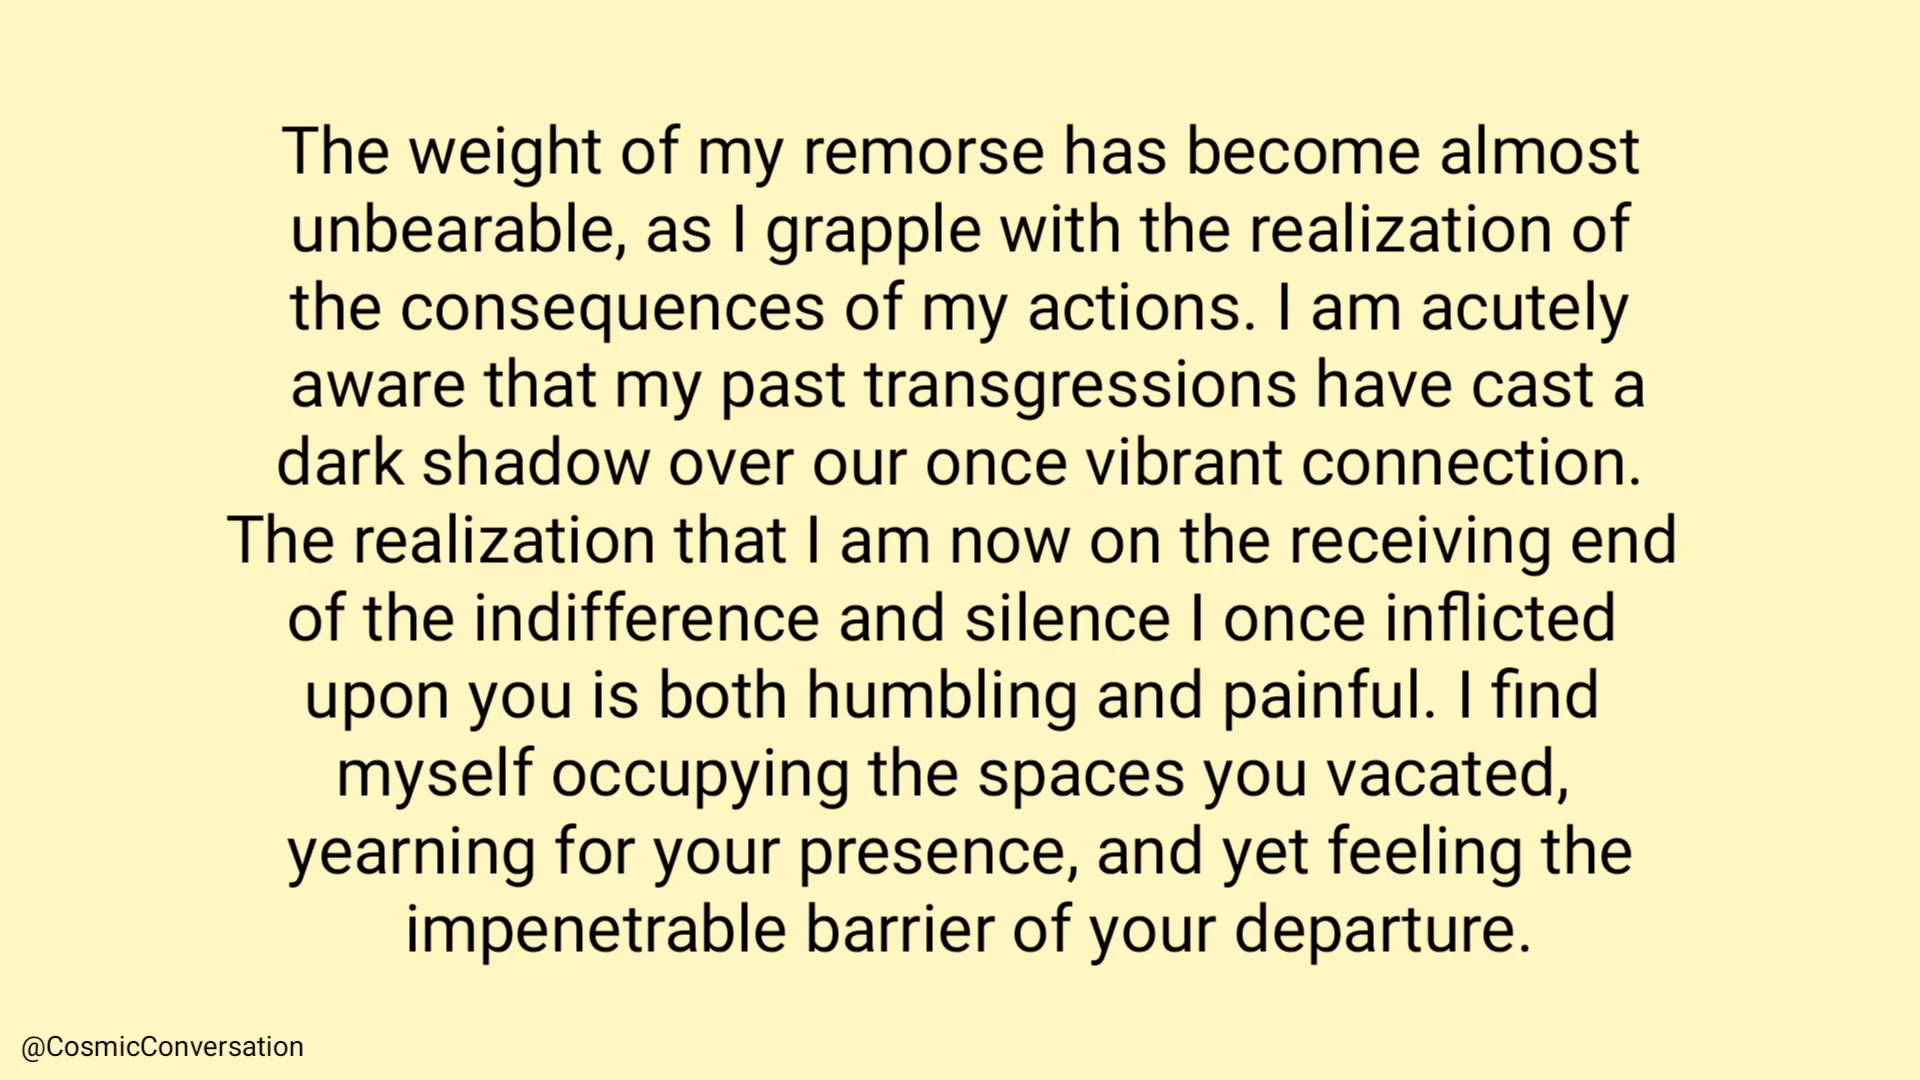 The weight of my remorse has become almost
unbearable, as I grapple with the realization of
the consequences of my actions. I am acutely
aware that my past transgressions have cast a
dark shadow over our once vibrant connection.
The realization that I am now on the receiving end
of the indifference and silence I once inflicted
upon you is both humbling and painful. I find
myself occupying the spaces you vacated,
yearning for your presence, and yet feeling the
impenetrable barrier of your departure.
@CosmicConversation